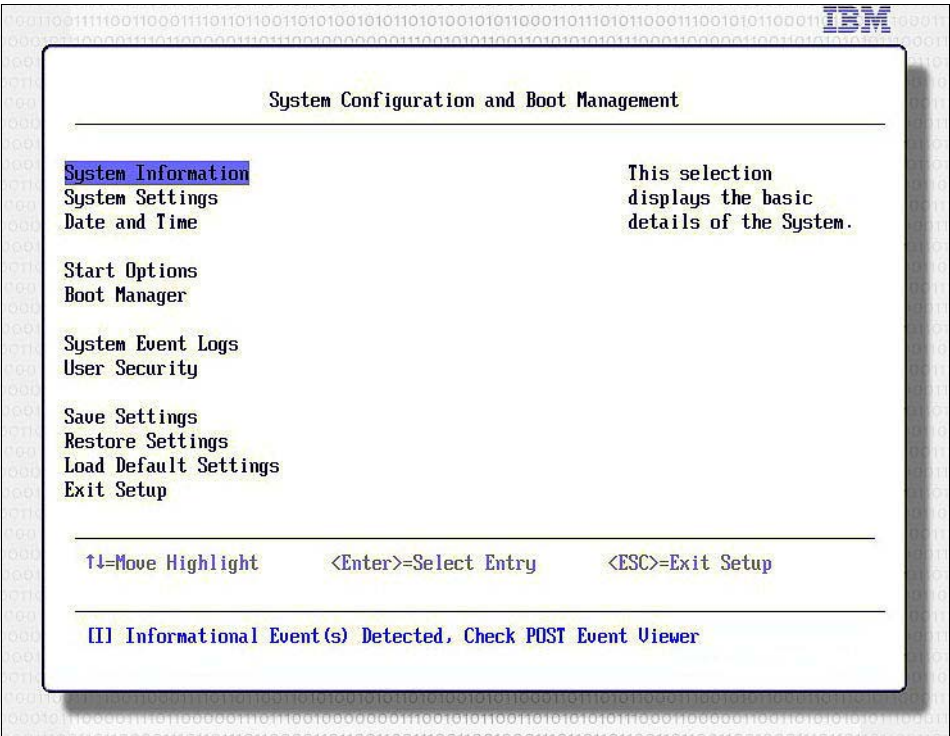 IBM
System Configuration and Boot Management
System Information
System Settings
Date and Time
Start Options
Boot Manager
System Event Logs
User Security
Save Settings
Restore Settings
Load Default Settings
Exit Setup
This selection
displays the basic
details of the System.
↑↓=Move Highlight <Enter>=Select Entry <ESC>=Exit Setup
[I] Informational Event(s) Detected, Check POST Event Viewer